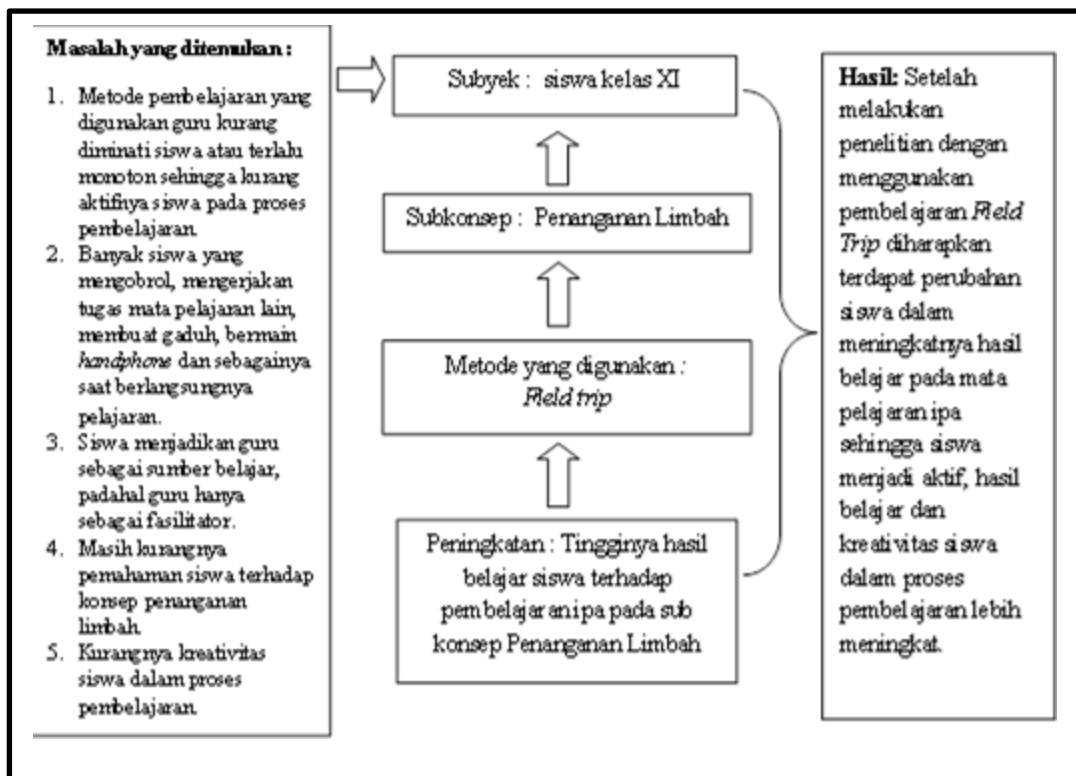 Masalah yang ditemukan :
1. Metode pembelajaran yang
digunakan guru kurang
diminati siswa atau terlalu
monoton sehingga kurang
aktifnya siswa pada proses
pembelajaran.
2. Banyak siswa yang
mengobrol, mengerjakan
tugas mata pelajaran lain,
membuat gaduh, bermain
handphone dan sebagainya
saat berlangsungnya
pelajaran.
3. Siswa menjadikan guru
sebagai sumber belajar,
padahal guru hanya
sebagai fasilitator.
4. Masih kurangnya
pemahaman siswa terhadap
konsep penanganan
limbah.
5. Kurangnya kreativitas
siswa dalam proses
pembelajaran.
Subyek : siswa kelas XI
Subkonsep : Penanganan Limbah
Metode yang digunakan :
Field trip
Peningkatan : Tingginya hasil
belajar siswa terhadap
pembelajaran ipa pada sub
konsep Penanganan Limbah
Hasil: Setelah
melakukan
penelitian dengan
menggunakan
pembelajaran Field
Trip diharapkan
terdapat perubahan
siswa dalam
meningkatnya hasil
belajar pada mata
pelajaran ipa
sehingga siswa
menjadi aktif, hasil
belajar dan
kreativitas siswa
dalam proses
pembelajaran lebih
meningkat.